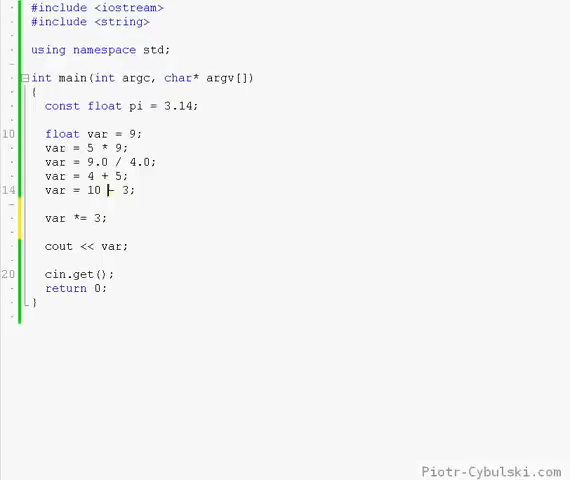 #include <iostream>
#include <string>
using namespace std;
int main(int argc, char* argv[])
{
const float pi = 3.14;
10 float var = 9;
var = 5 * 9;
var = 9.0 / 4.0;
var = 4 + 5;
14 var = 10 - 3;
var *= 3;
cout << var;
20 cin.get();
return 0;
}
Piotr-Cybulski.com